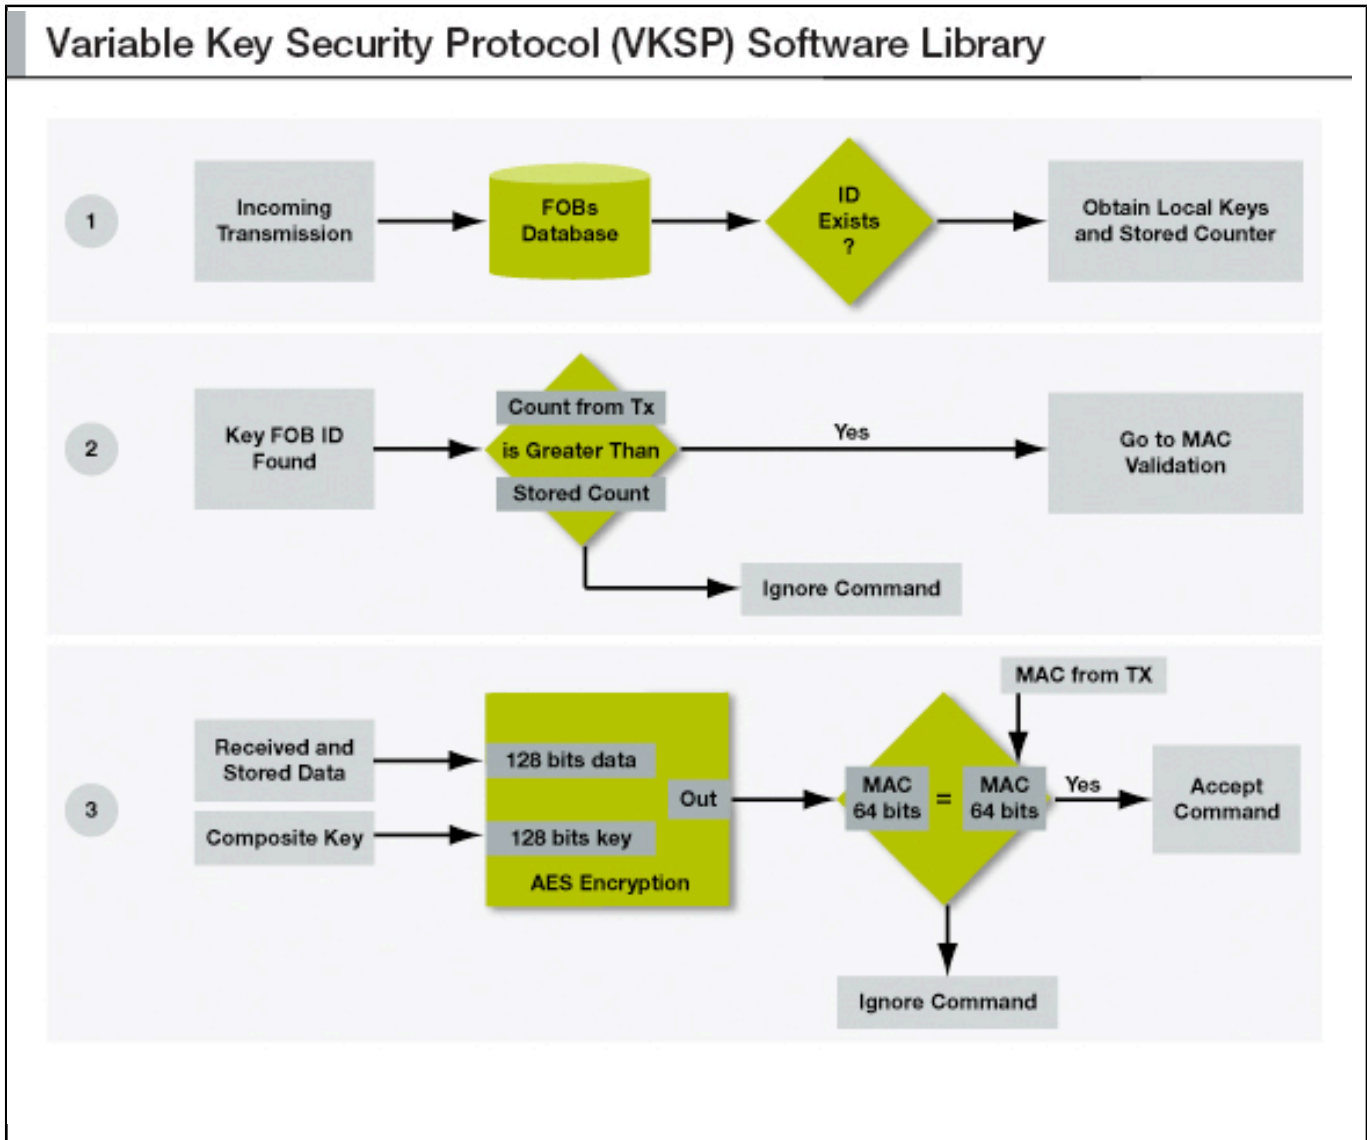 Variable Key Security Protocol (VKSP) Software Library
1
Incoming
Transmission
FOBs
Database
ID
Exists
?
Obtain Local Keys
and Stored Counter
2
Key FOB ID
Found
Count from Tx
is Greater Than
Stored Count
Yes
Go to MAC
Validation
Ignore Command
3
Received and
Stored Data
Composite Key
128 bits data
Out
128 bits key
AES Encryption
MAC from TX
MAC
64 bits
=
MAC
64 bits
Yes
Accept
Command
Ignore Command